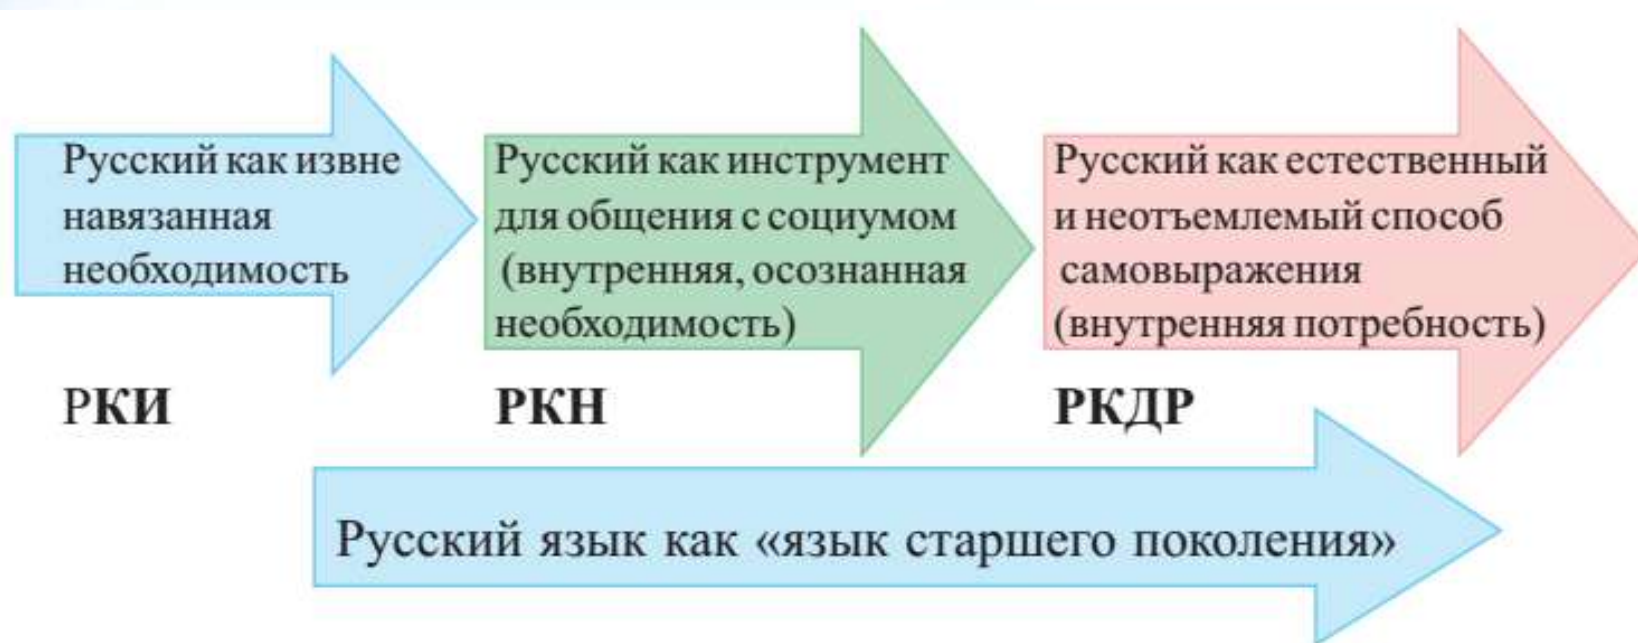 Русский как извне
навязанная
необходимость
РКИ
Русский как инструмент
для общения с социумом
(внутренняя, осознанная
необходимость)
РКН
Русский как естественный
и неотъемлемый способ
самовыражения
(внутренняя потребность)
РКДР
Русский язык как «язык старшего поколения»